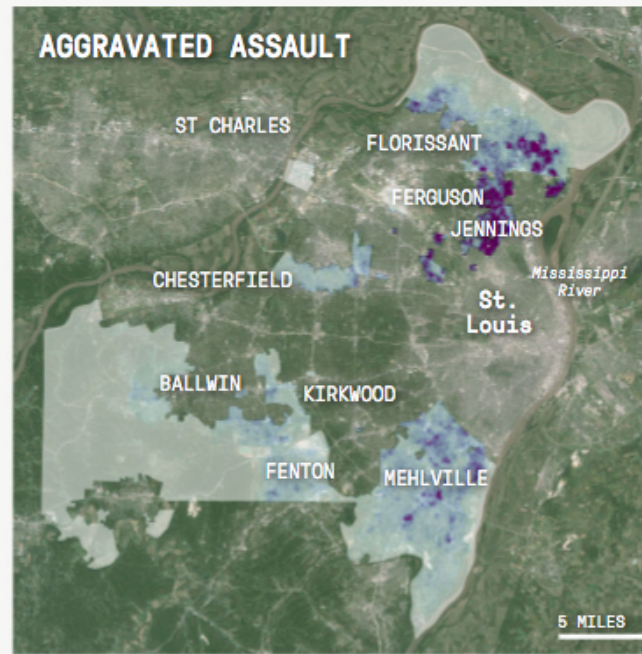 AGGRAVATED ASSAULT
ST CHARLES
FLORISSANT
FERGUSON
JENNINGS
CHESTERFIELD
Mississippi
River
St.
Louis
BALLWIN
KIRKWOOD
FENTON
MEHLVILLE
5 MILES